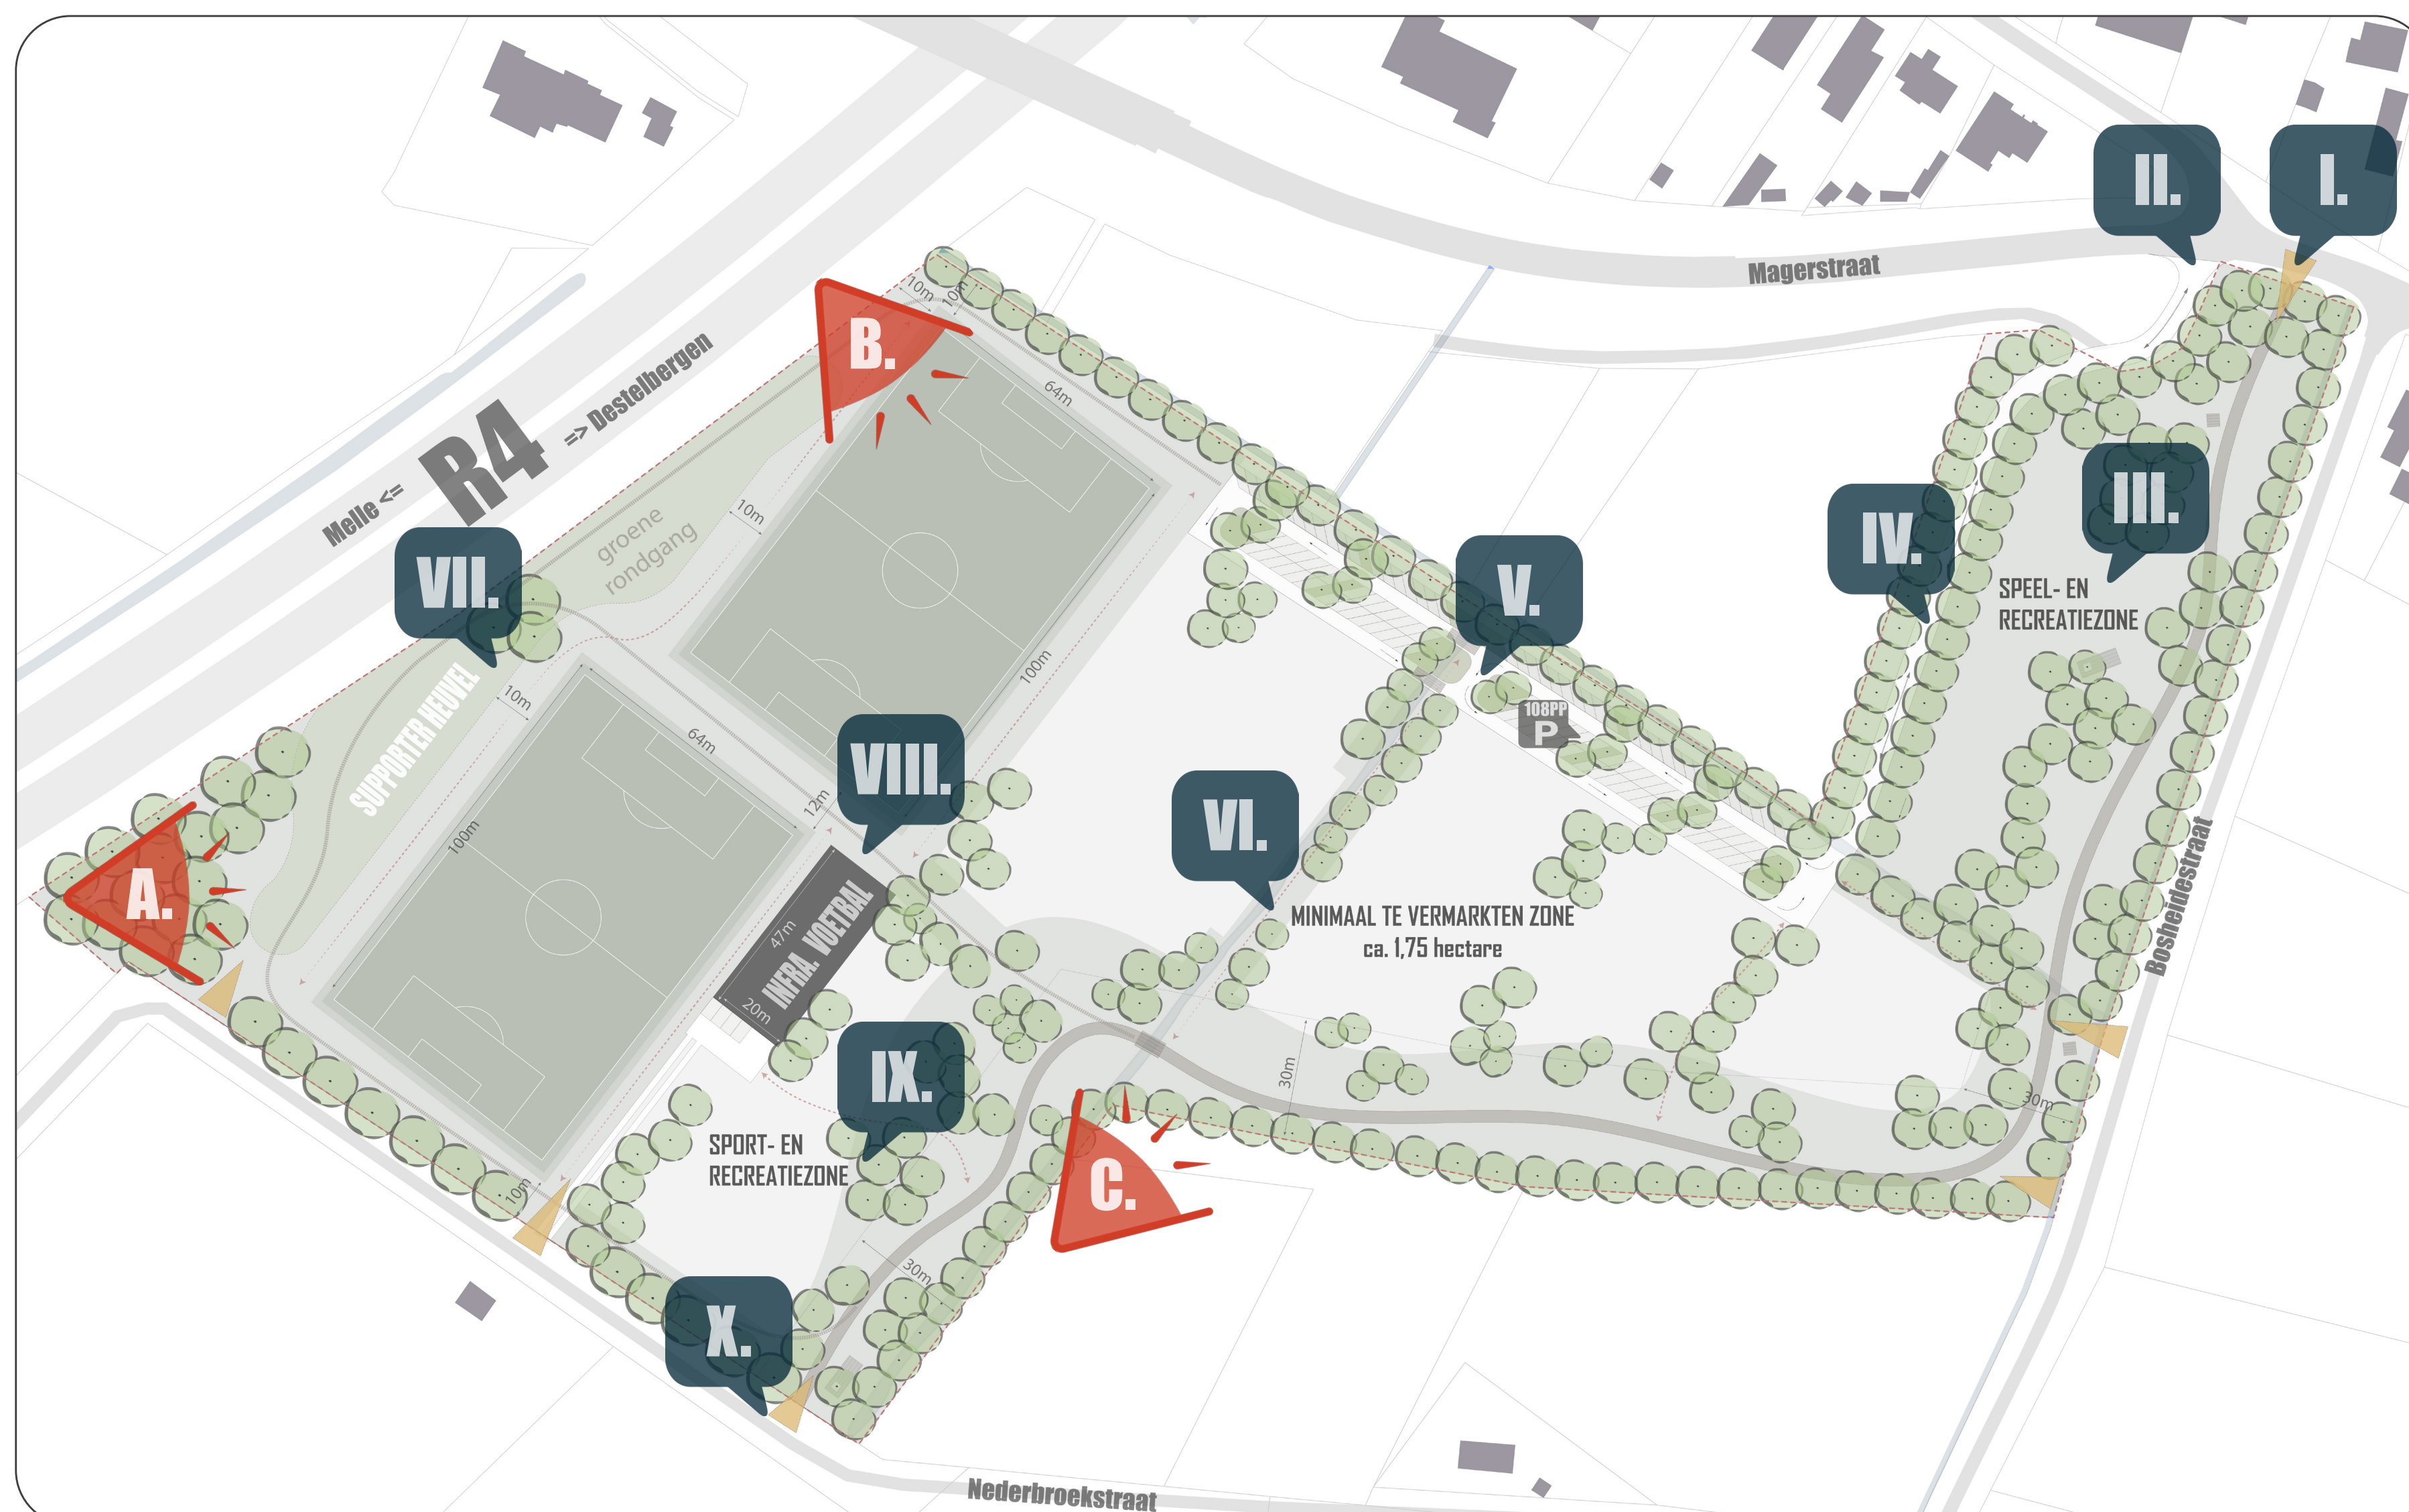 II.
I.
Magerstraat
10m
10m
B.
64m
Melle <=
R4
=> Destelbergen
III.
IV.
groene
rondgang
10m
V.
VII.
SPEEL- EN
RECREATIEZONE
100m
SUPPORTER HEUVEL
10m
108PP
P
64m
VIII.
12m
VI.
100m
A.
47m
INFRA. VOETBAL
20m
MINIMAAL TE VERMARKTEN ZONE
ca. 1,75 hectare
Bosheidestraat
IX.
30m
30m
SPORT- EN
RECREATIEZONE
C.
10m
30m
X.
Nederbroekstraat